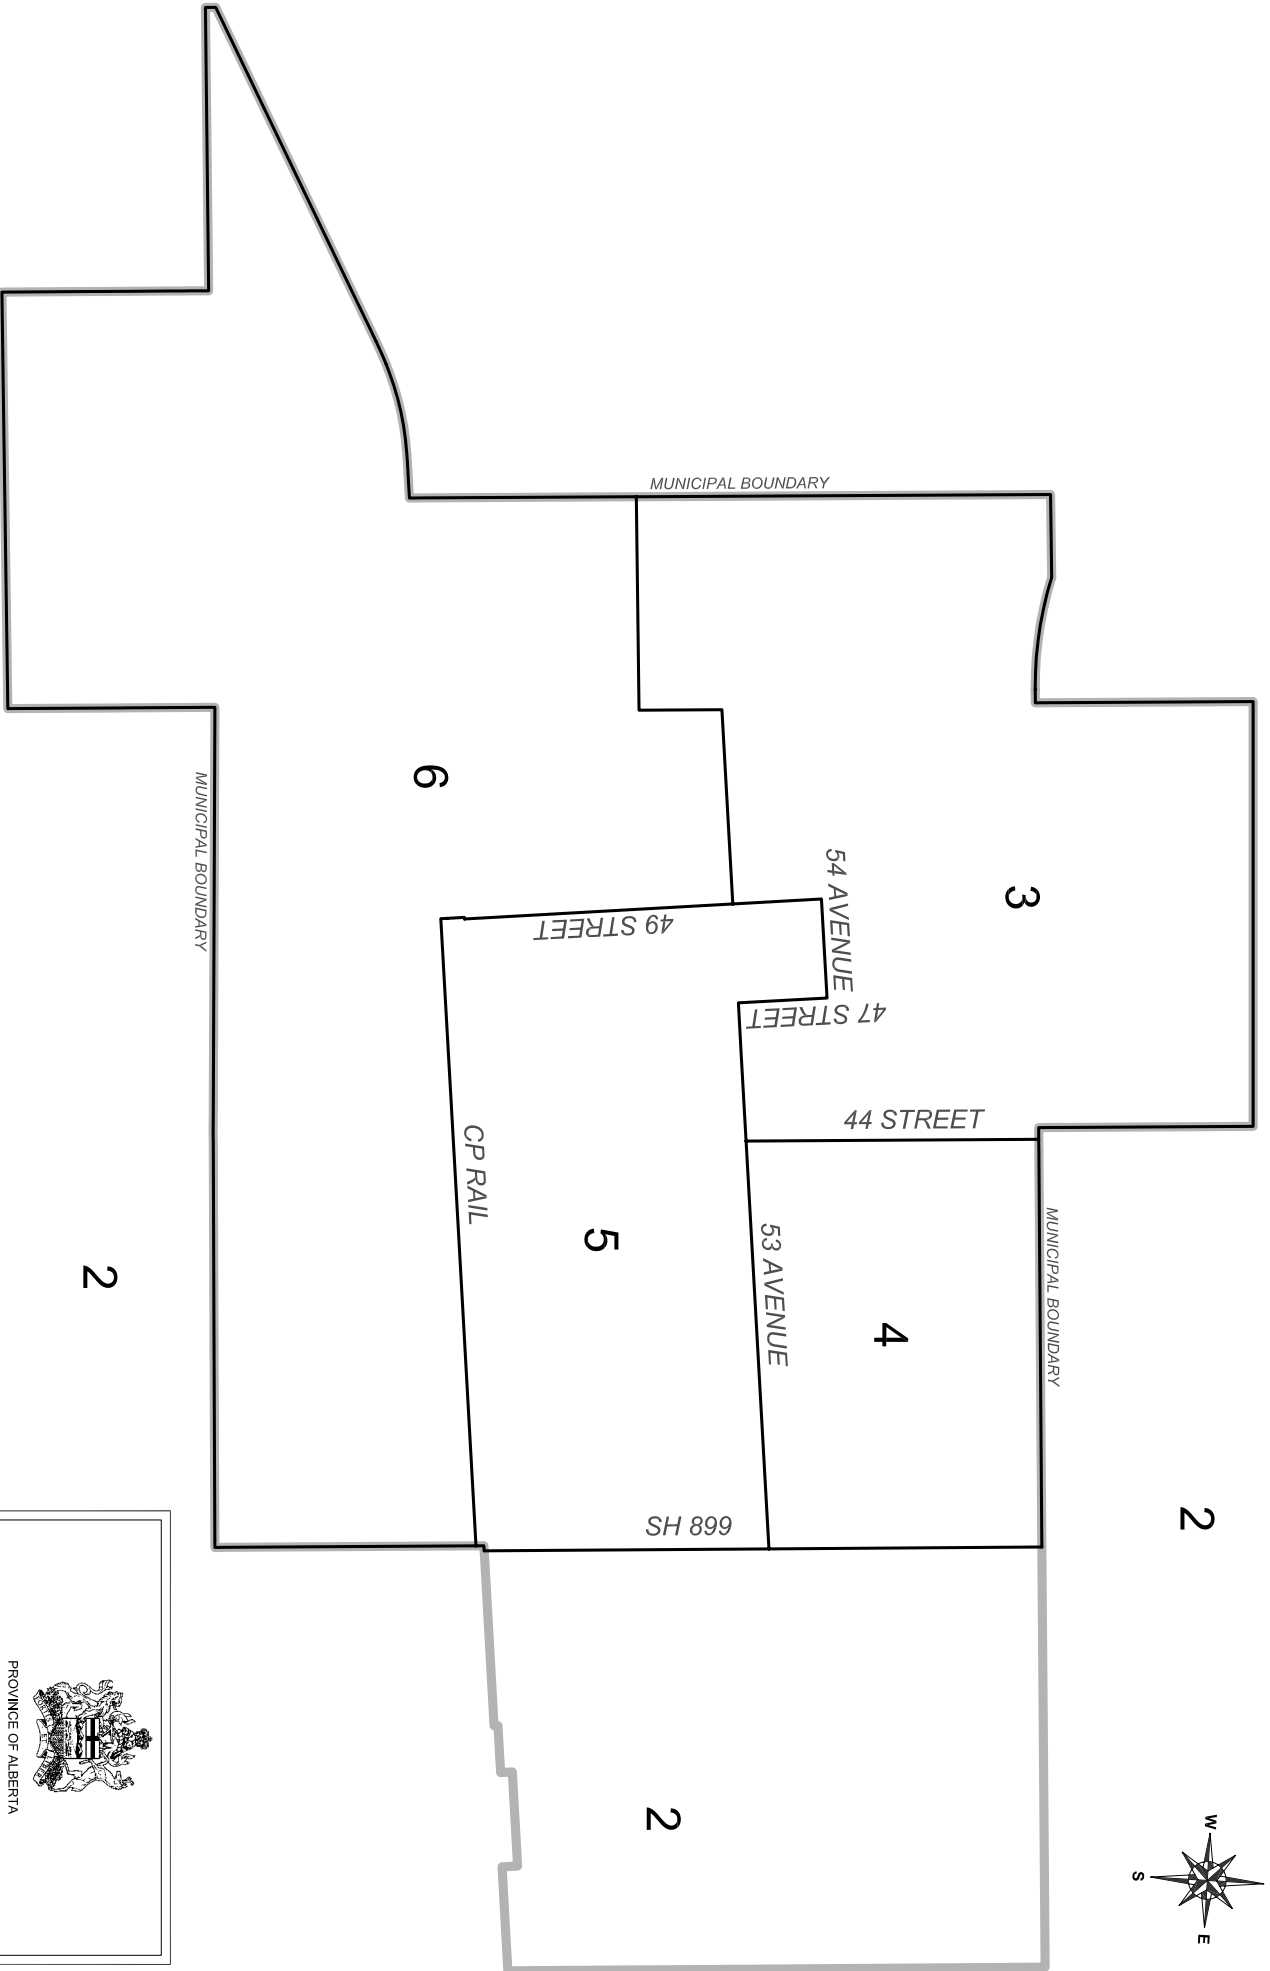 MUNICIPAL BOUNDARY
3
54 AVENUE
47 STREET
44 STREET
49 STREET
6
MUNICIPAL BOUNDARY
CP RAIL
5
53 AVENUE
4
MUNICIPAL BOUNDARY
SH 899
2
2
2
W
S
E
PROVINCE OF ALBERTA